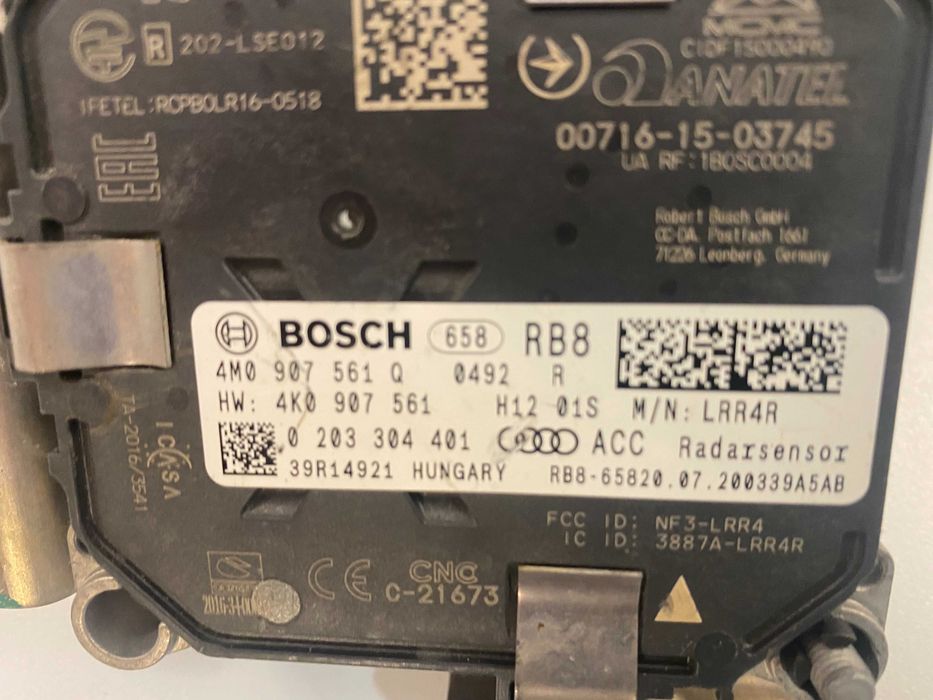 R 202-LSE012
IFETEL:RCPBOLR16-0518
MCMC
ANATEL
00716-15-03745
UA RF:1BOSC0004
Robert Bosch GmbH
CC-DA, Postfach 1661
71226 Leonberg, Germany
BOSCH 658 RB8
4M0 907 561 Q 0492 R
HW: 4K0 907 561 H12 01S M/N: LRR4R
0 203 304 401 ACC Radarsensor
39R14921 HUNGARY RB8-65820.07.200339A5AB
ICASA
TA-2016/3541
FCC ID: NF3-LRR4
IC ID: 3887A-LRR4R
CE
CNC
C-21673